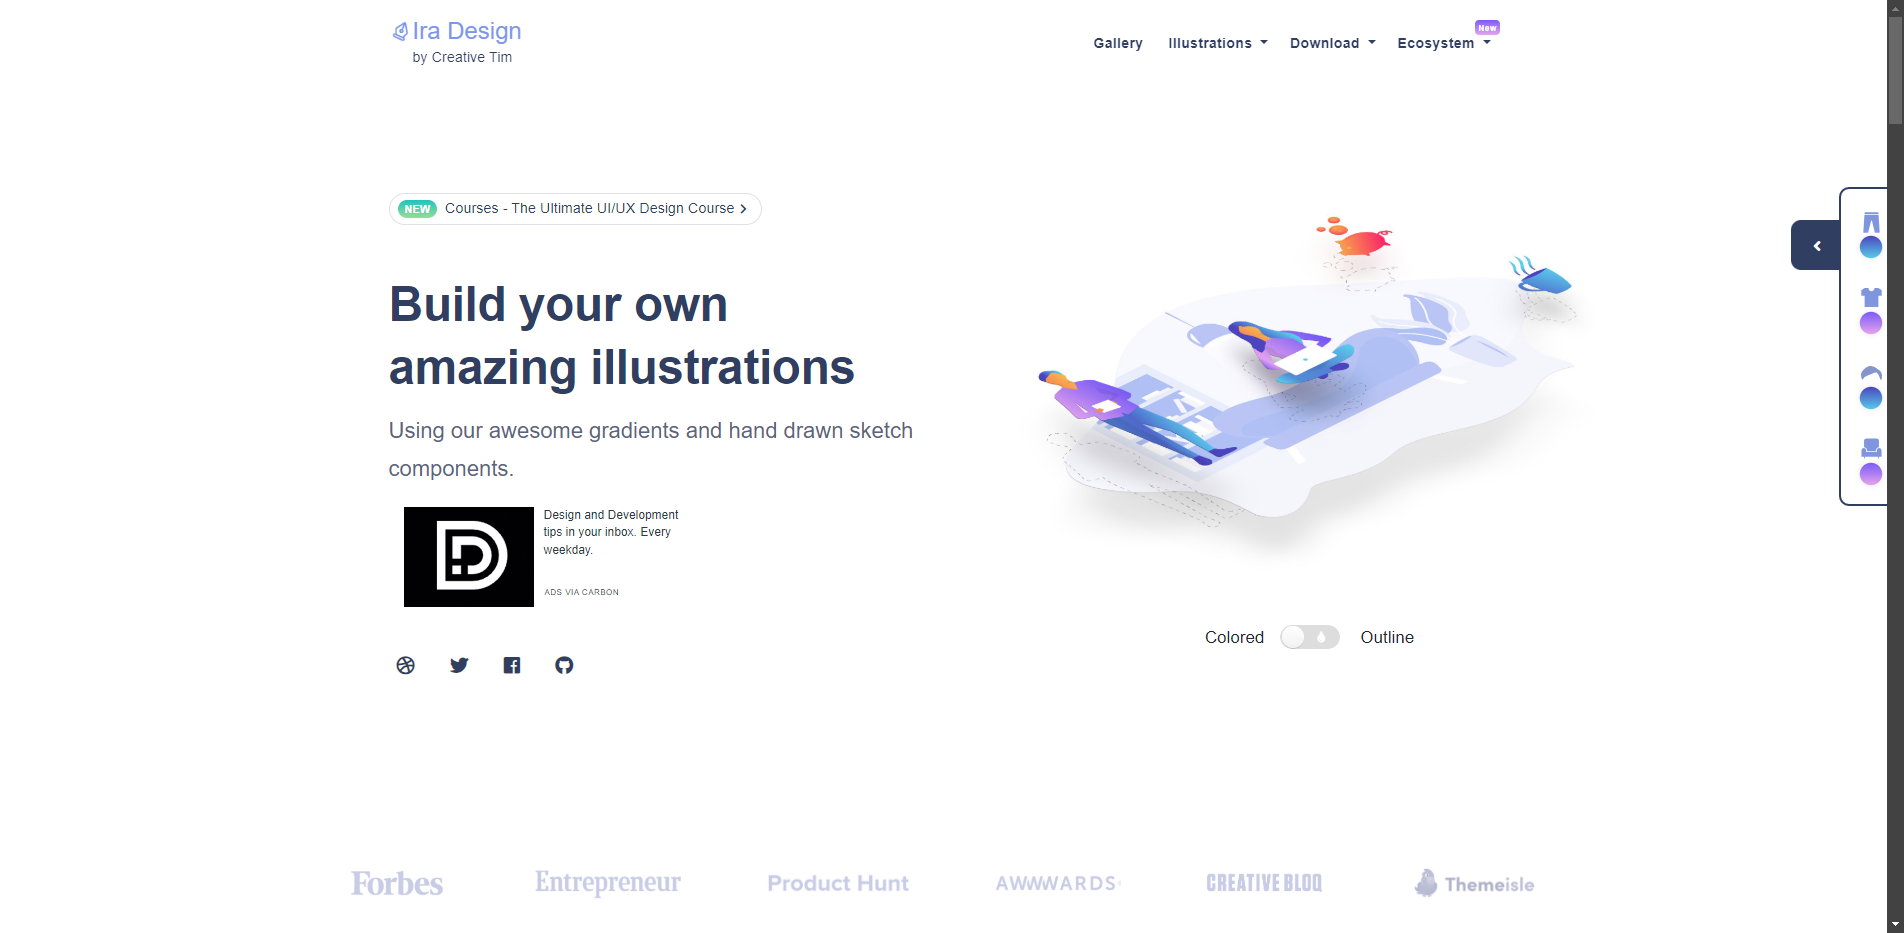 Ira Design
by Creative Tim
Gallery
Illustrations
Download
Ecosystem
New
NEW Courses - The Ultimate UI/UX Design Course
Build your own
amazing illustrations
Using our awesome gradients and hand drawn sketch
components.
Design and Development
tips in your inbox. Every
weekday.
ADS VIA CARBON
Colored
Outline
Forbes
Entrepreneur
Product Hunt
AWWWARDS
CREATIVE BLOQ
Themeisle